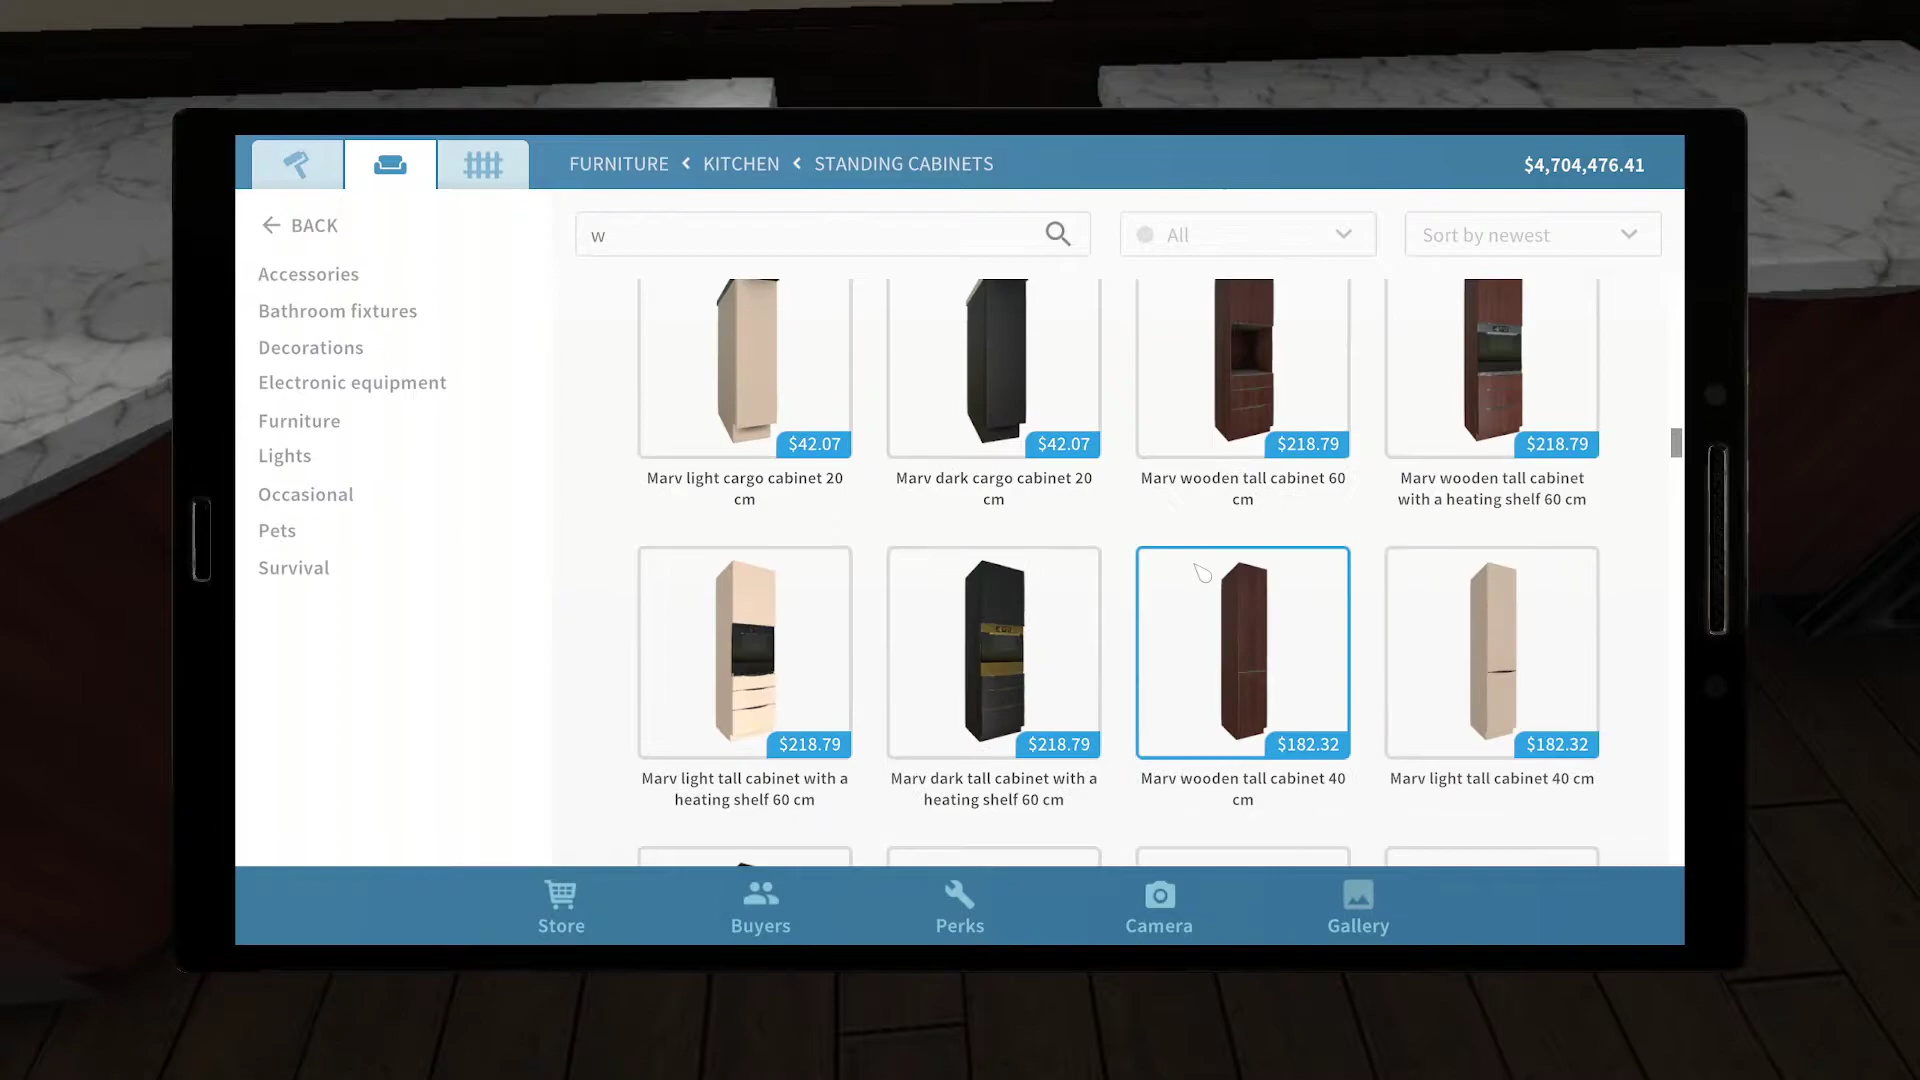 FURNITURE < KITCHEN < STANDING CABINETS
$4,704,476.41
BACK
Accessories
Bathroom fixtures
Decorations
Electronic equipment
Furniture
Lights
Occasional
Pets
Survival
w
All
Sort by newest
$42.07
Marv light cargo cabinet 20
cm
$42.07
Marv dark cargo cabinet 20
cm
$218.79
Marv wooden tall cabinet 60
cm
$218.79
Marv wooden tall cabinet
with a heating shelf 60 cm
$218.79
Marv light tall cabinet with a
heating shelf 60 cm
$218.79
Marv dark tall cabinet with a
heating shelf 60 cm
$182.32
Marv wooden tall cabinet 40
cm
$182.32
Marv light tall cabinet 40 cm
Store
Buyers
Perks
Camera
Gallery